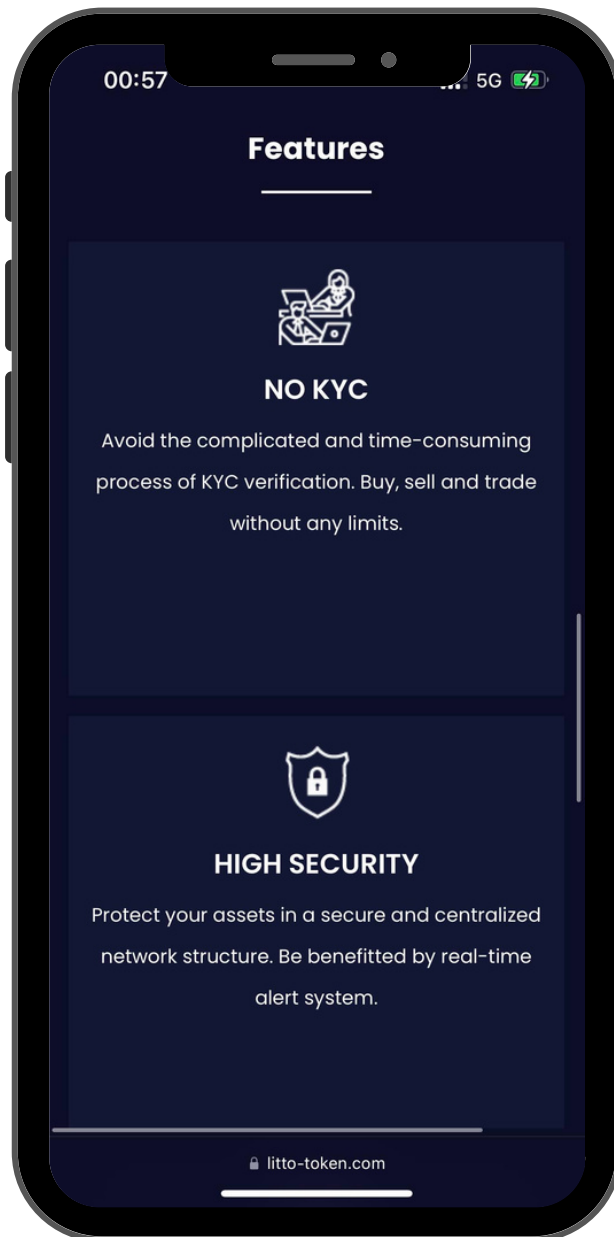 00:57
5G
Features
NO KYC
Avoid the complicated and time-consuming
process of KYC verification. Buy, sell and trade
without any limits.
HIGH SECURITY
Protect your assets in a secure and centralized
network structure. Be benefitted by real-time
alert system.
litto-token.com